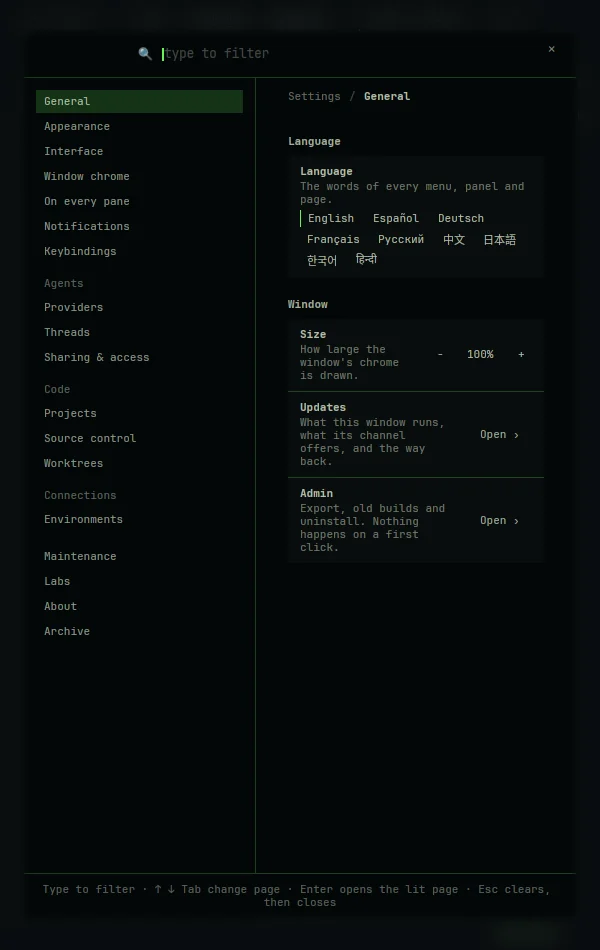 🔍 type to filter ×
General
Appearance
Interface
Window chrome
On every pane
Notifications
Keybindings
Agents
Providers
Threads
Sharing & access
Code
Projects
Source control
Worktrees
Connections
Environments
Maintenance
Labs
About
Archive
Settings / General
Language
Language
The words of every menu, panel and
page.
English Español Deutsch
Français Русский 中文 日本語
한국어 हिन्दी
Window
Size
How large the
window's chrome
is drawn.
- 100% +
Updates
What this window runs,
what its channel
offers, and the way
back.
Open ›
Admin
Export, old builds and
uninstall. Nothing
happens on a first
click.
Open ›
Type to filter · ↑ ↓ Tab change page · Enter opens the lit page · Esc clears,
then closes